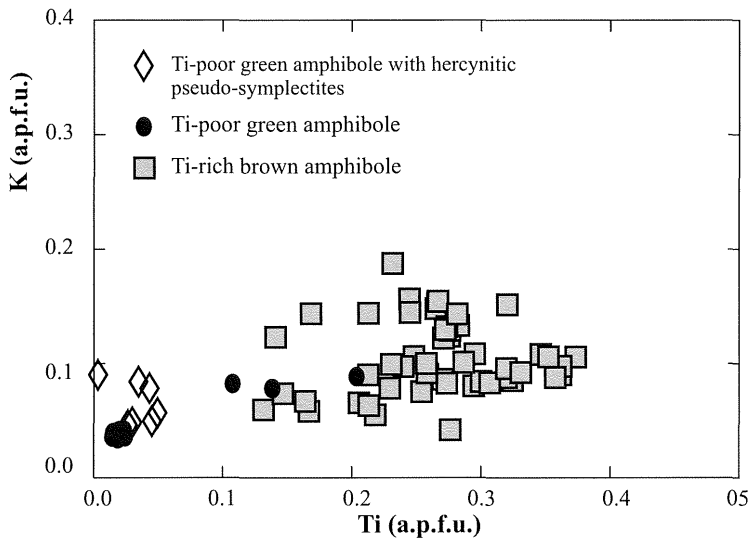 0.4
Ti-poor green amphibole with hercynitic
pseudo-symplectites
0.3
Ti-poor green amphibole
Ti-rich brown amphibole
K (a.p.f.u.)
0.2
0.1
0.0
0.0 0.1 0.2 0.3 0.4 05
Ti (a.p.f.u.)